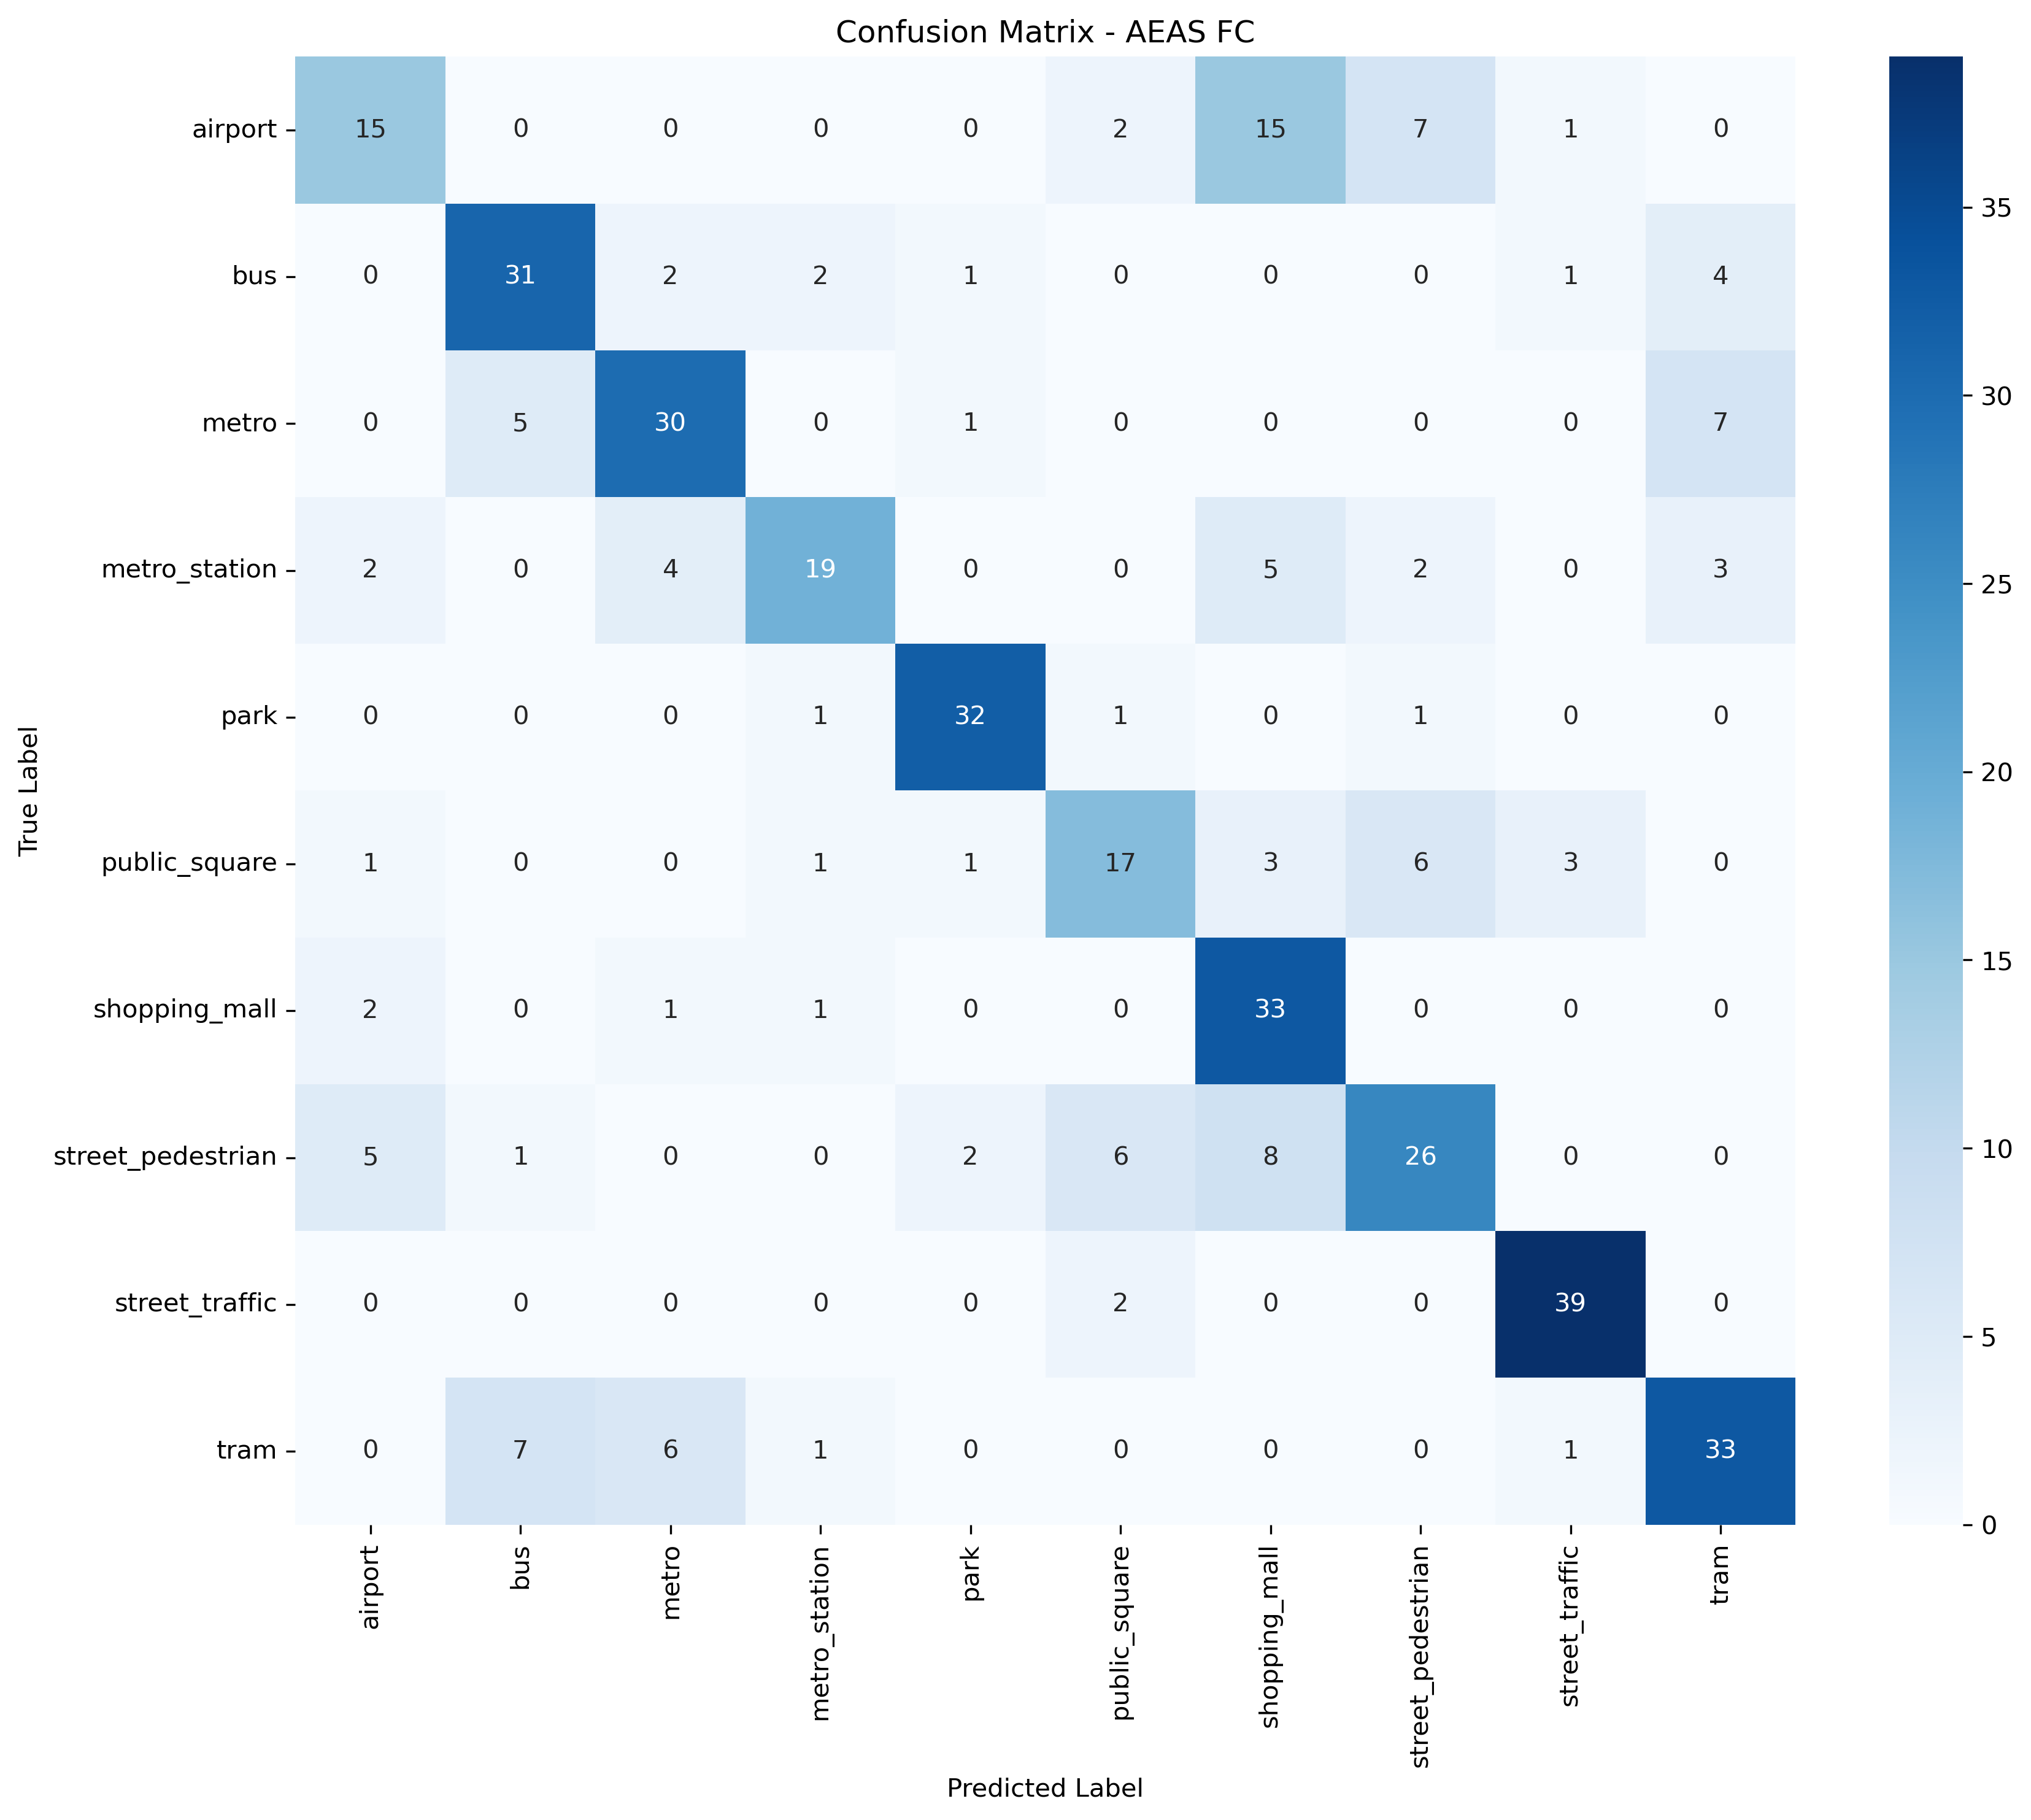 Confusion Matrix - AEAS FC
True Label
airport 15 0 0 0 0 2 15 7 1 0
bus 0 31 2 2 1 0 0 0 1 4
metro 0 5 30 0 1 0 0 0 0 7
metro_station 2 0 4 19 0 0 5 2 0 3
park 0 0 0 1 32 1 0 1 0 0
public_square 1 0 0 1 1 17 3 6 3 0
shopping_mall 2 0 1 1 0 0 33 0 0 0
street_pedestrian 5 1 0 0 2 6 8 26 0 0
street_traffic 0 0 0 0 0 2 0 0 39 0
tram 0 7 6 1 0 0 0 0 1 33
airport bus metro metro_station park public_square shopping_mall street_pedestrian street_traffic tram
Predicted Label
35
30
25
20
15
10
5
0